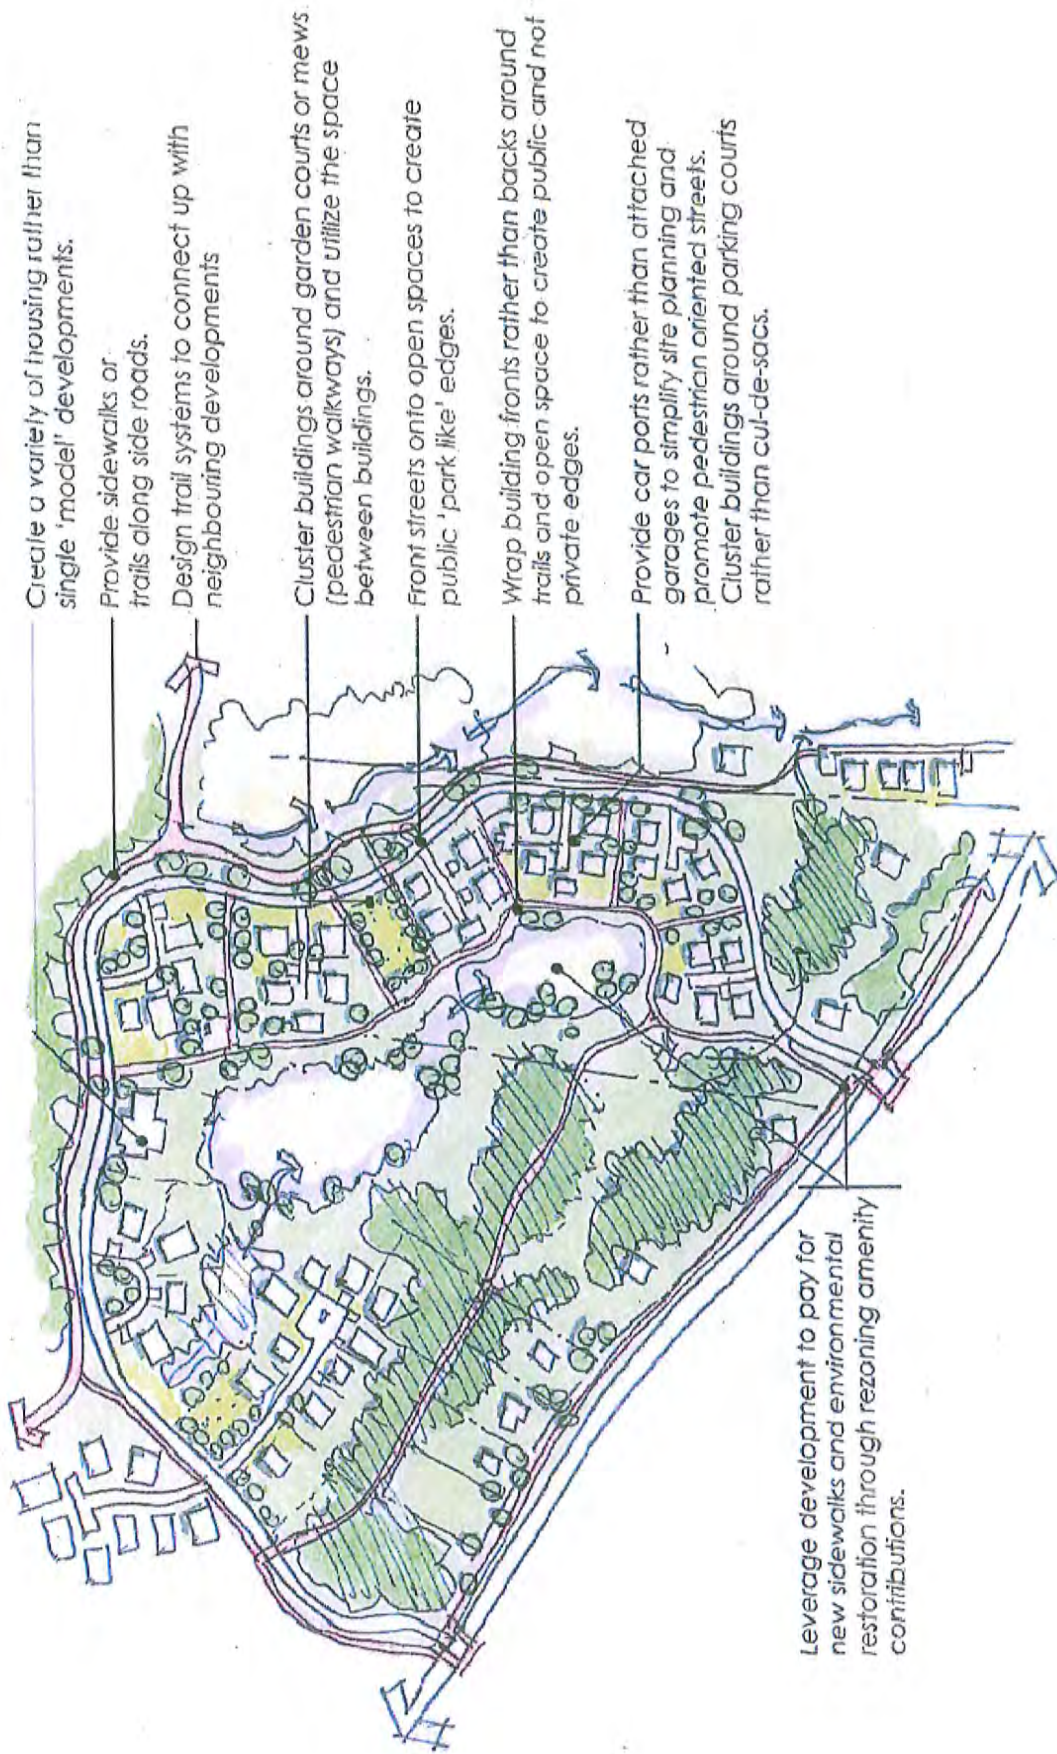 Create a variety of housing rather than
single 'model' developments.
Provide sidewalks or
trails along side roads.
Design trail systems to connect up with
neighbouring developments
Cluster buildings around garden courts or mews
(pedestrian walkways) and utilize the space
between buildings.
Front streets onto open spaces to create
public 'park like' edges.
Wrap building fronts rather than backs around
trails and open space to create public and not
private edges.
Provide car ports rather than attached
garages to simplify site planning and
promote pedestrian oriented streets.
Cluster buildings around parking courts
rather than cul-de-sacs.
Leverage development to pay for
new sidewalks and environmental
restoration through rezoning amenity
contributions.